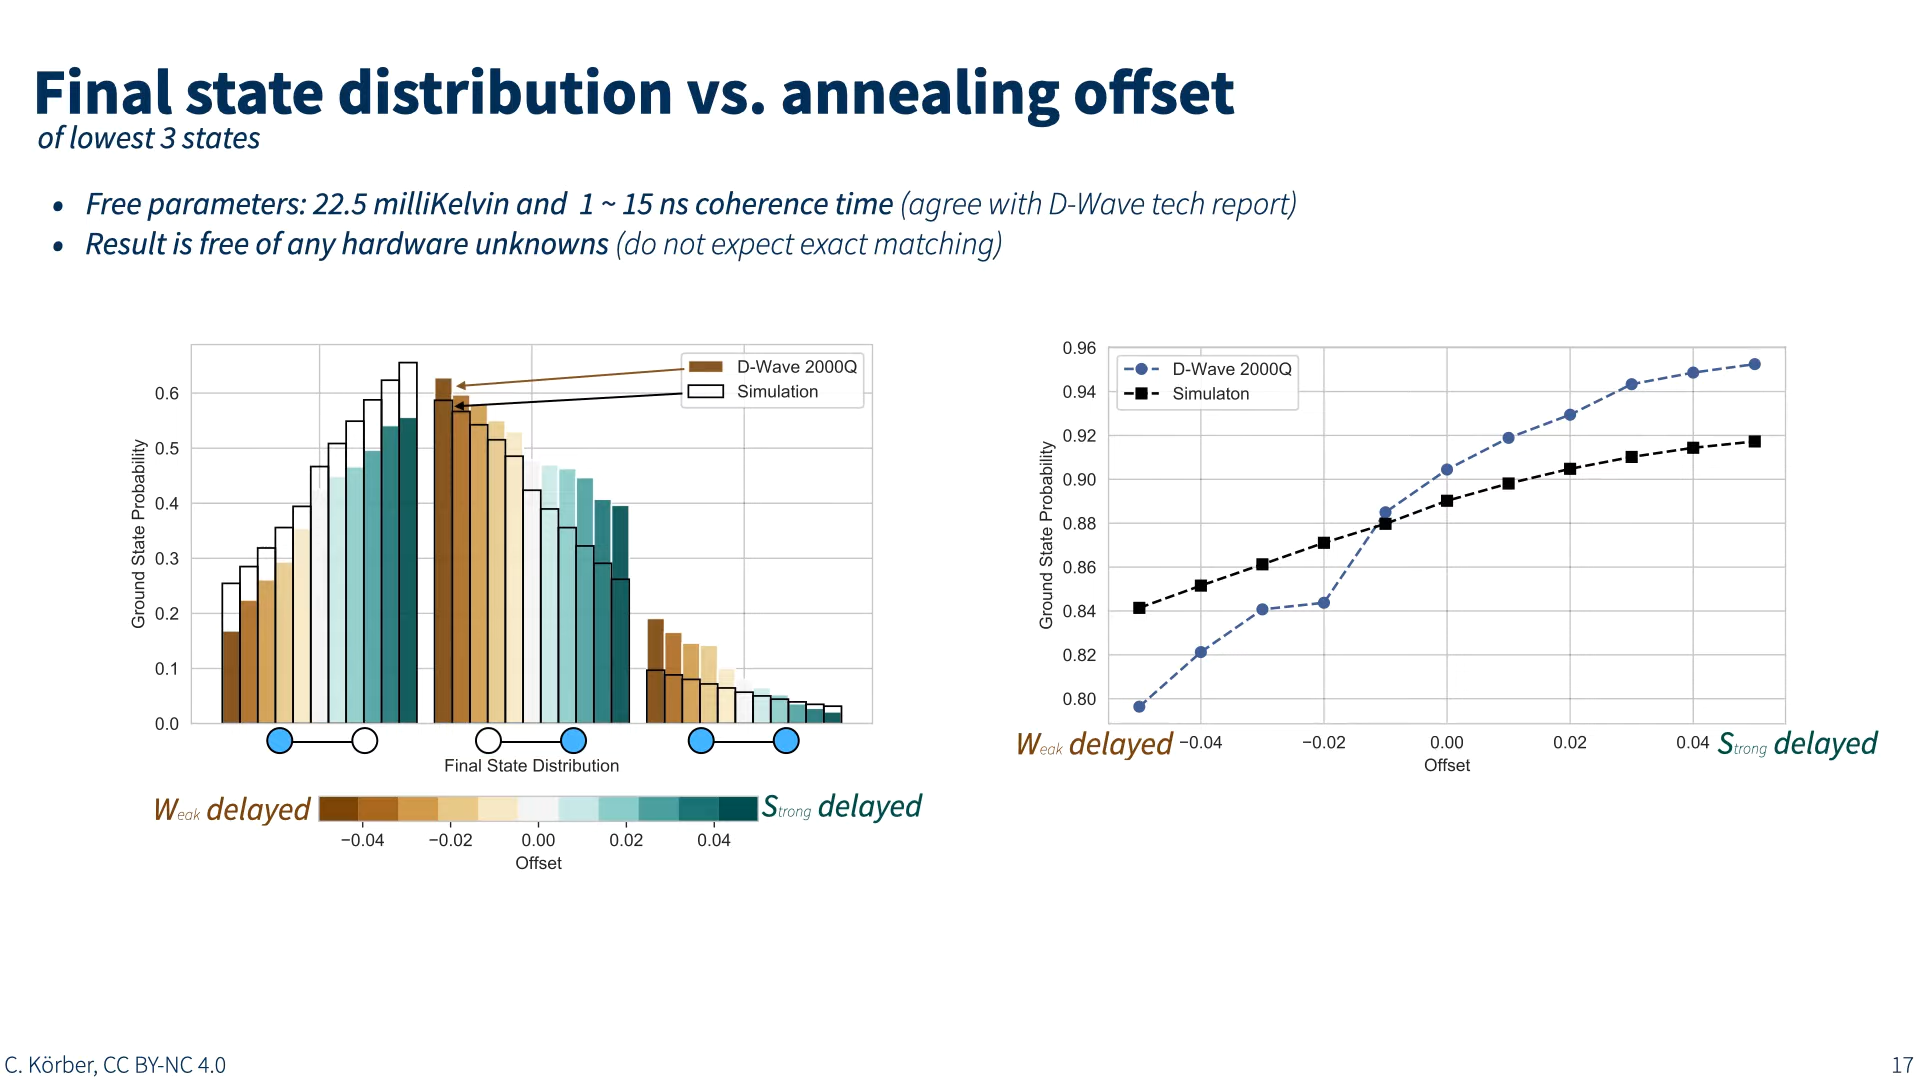 Final state distribution vs. annealing offset
of lowest 3 states
• Free parameters: 22.5 milliKelvin and 1 ~ 15 ns coherence time (agree with D-Wave tech report)
• Result is free of any hardware unknowns (do not expect exact matching)
D-Wave 2000Q
Simulation
Ground State Probability
0.6
0.5
0.4
0.3
0.2
0.1
0.0
Final State Distribution
Weak delayed
Strong delayed
−0.04 −0.02 0.00 0.02 0.04
Offset
D-Wave 2000Q
Simulaton
Ground State Probability
0.96
0.94
0.92
0.90
0.88
0.86
0.84
0.82
0.80
Weak delayed −0.04 −0.02 0.00 0.02 0.04 Strong delayed
Offset
C. Körber, CC BY-NC 4.0
17